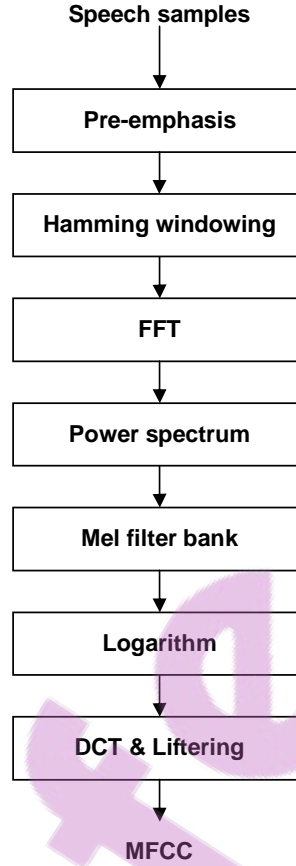 Speech samples
Pre-emphasis
Hamming windowing
FFT
Power spectrum
Mel filter bank
Logarithm
DCT & Liftering
MFCC